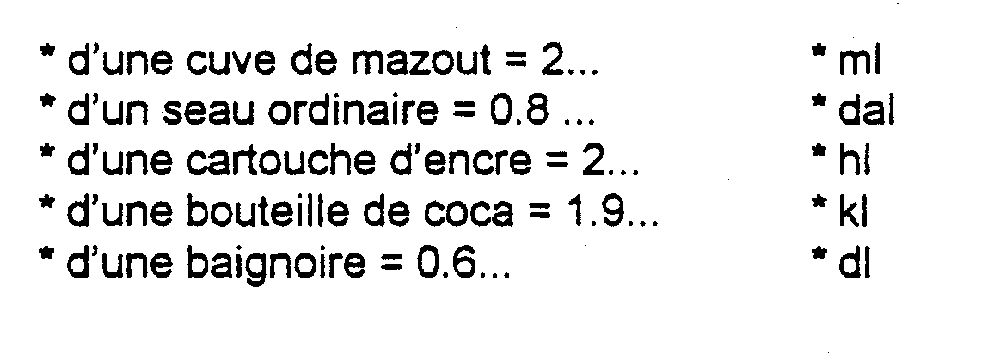 * d'une cuve de mazout = 2... * ml
* d'un seau ordinaire = 0.8 ... * dal
* d'une cartouche d'encre = 2... * hl
* d'une bouteille de coca = 1.9... * kl
* d'une baignoire = 0.6... * dl